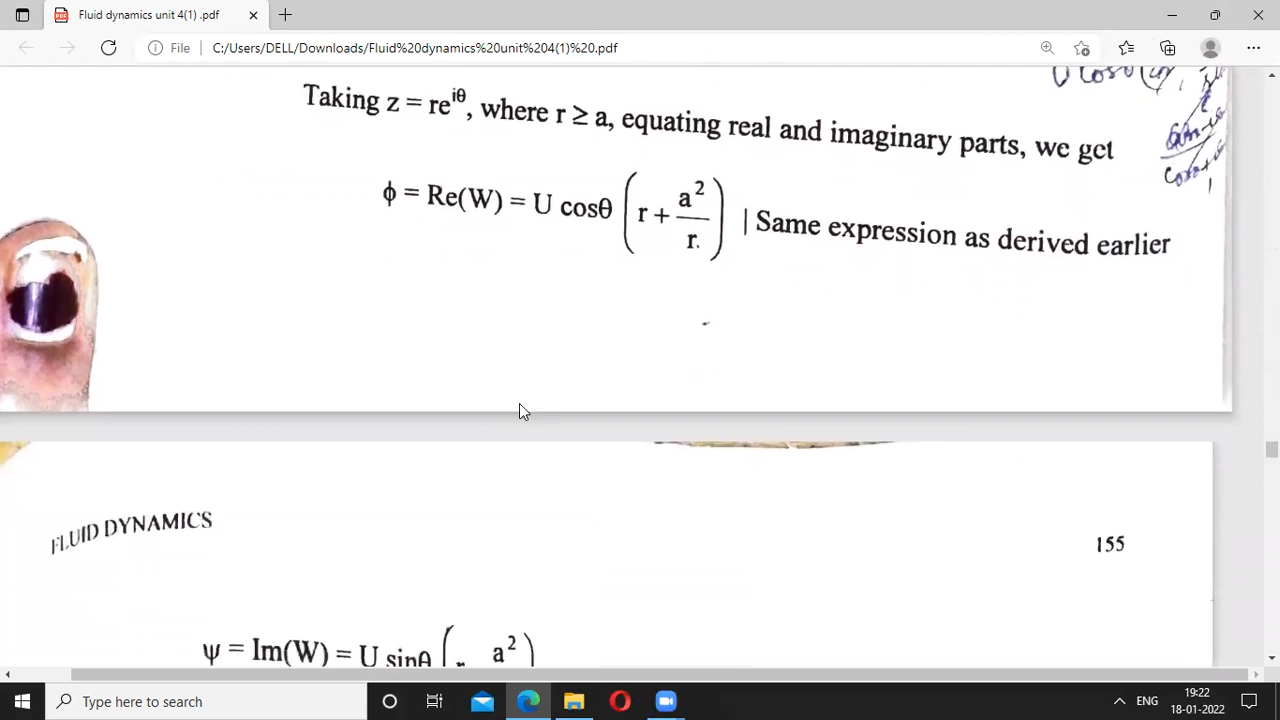 Fluid dynamics unit 4(1) .pdf
File C:/Users/DELL/Downloads/Fluid%20dynamics%20unit%204(1)%20.pdf
Taking z = re^{iθ}, where r ≥ a, equating real and imaginary parts, we get
ϕ = Re(W) = U cosθ (r + a²/r) | Same expression as derived earlier
FLUID DYNAMICS
155
ψ = Im(W) = U sinθ ( a² )
Type here to search
ENG
19:22
18-01-2022